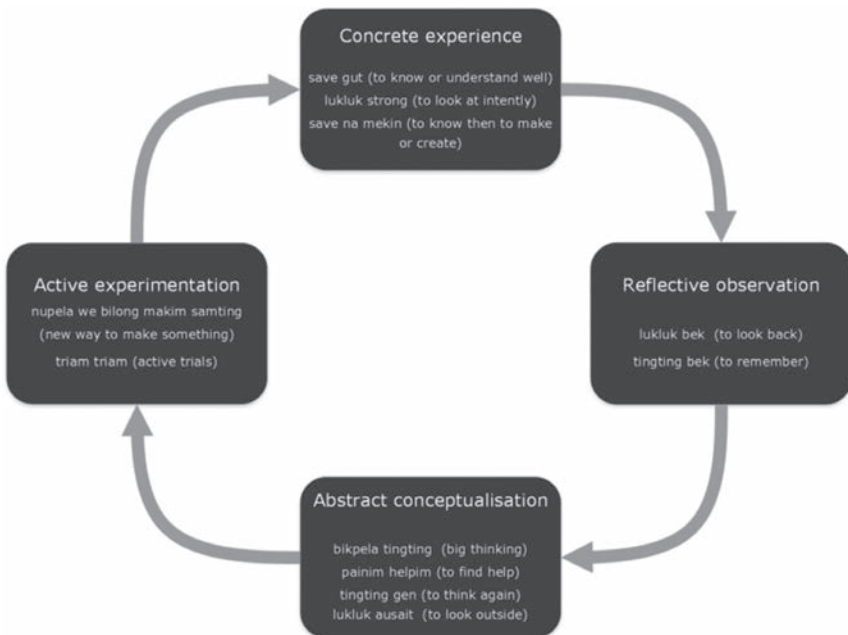 Concrete experience
save gut (to know or understand well)
lukluk strong (to look at intently)
save na mekin (to know then to make
or create)
Reflective observation
lukluk bek (to look back)
tingting bek (to remember)
Abstract conceptualisation
bikpela tingting (big thinking)
painim helpim (to find help)
tingting gen (to think again)
lukluk ausait (to look outside)
Active experimentation
nupela we bilong makim samting
(new way to make something)
triam triam (active trials)